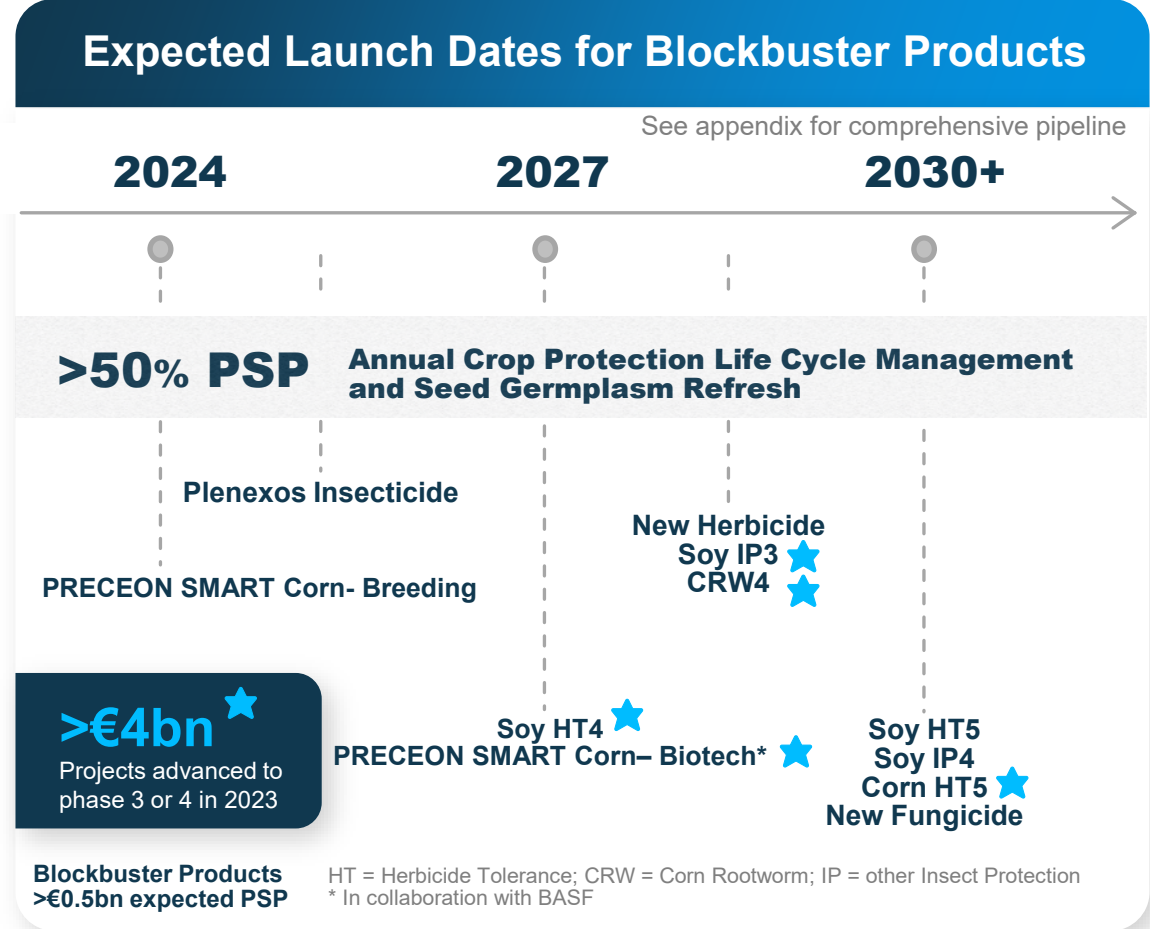 Expected Launch Dates for Blockbuster Products
See appendix for comprehensive pipeline
2024
2027
2030+
>50% PSP
Annual Crop Protection Life Cycle Management
and Seed Germplasm Refresh
Plenexos Insecticide
PRECEON SMART Corn- Breeding
New Herbicide
Soy IP3
CRW4
>€4bn
Projects advanced to
phase 3 or 4 in 2023
Soy HT4
PRECEON SMART Corn– Biotech*
Soy HT5
Soy IP4
Corn HT5
New Fungicide
Blockbuster Products
>€0.5bn expected PSP
HT = Herbicide Tolerance; CRW = Corn Rootworm; IP = other Insect Protection
* In collaboration with BASF